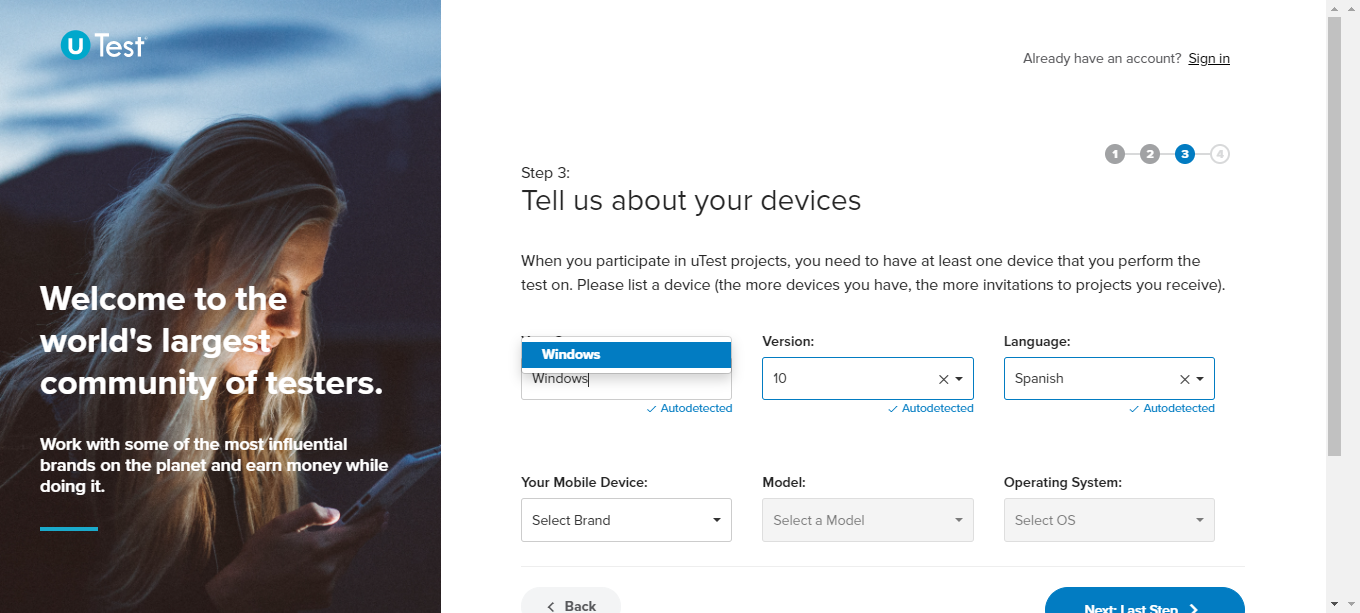 U Test
Already have an account? Sign in
1 2 3 4
Step 3:
Tell us about your devices
When you participate in uTest projects, you need to have at least one device that you perform the
test on. Please list a device (the more devices you have, the more invitations to projects you receive).
Welcome to the
world's largest
community of testers.
Work with some of the most influential
brands on the planet and earn money while
doing it.
Version:
Language:
Windows
Windows
10
Spanish
Autodetected
Autodetected
Autodetected
Your Mobile Device:
Model:
Operating System:
Select Brand
Select a Model
Select OS
Back
Next: Last Step